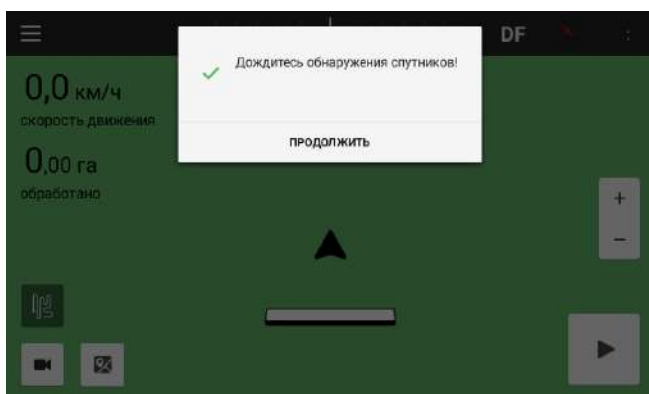 DF
Дождитесь обнаружения спутников!
ПРОДОЛЖИТЬ
0,0 км/ч
скорость движения
0,00 га
обработано
+
−